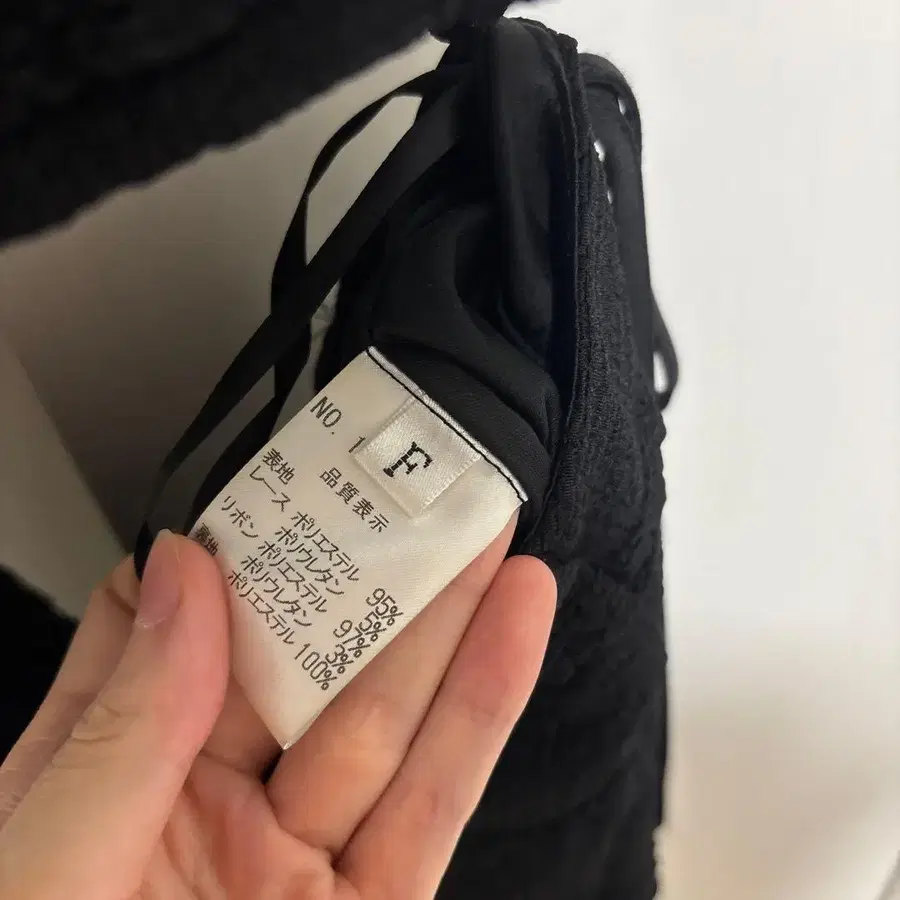 NO. 1
F
品質表示
表地
レース ポリエステル 95%
ポリウレタン 5%
リボン ポリエステル 97%
ポリウレタン 3%
裏地 ポリエステル 100%